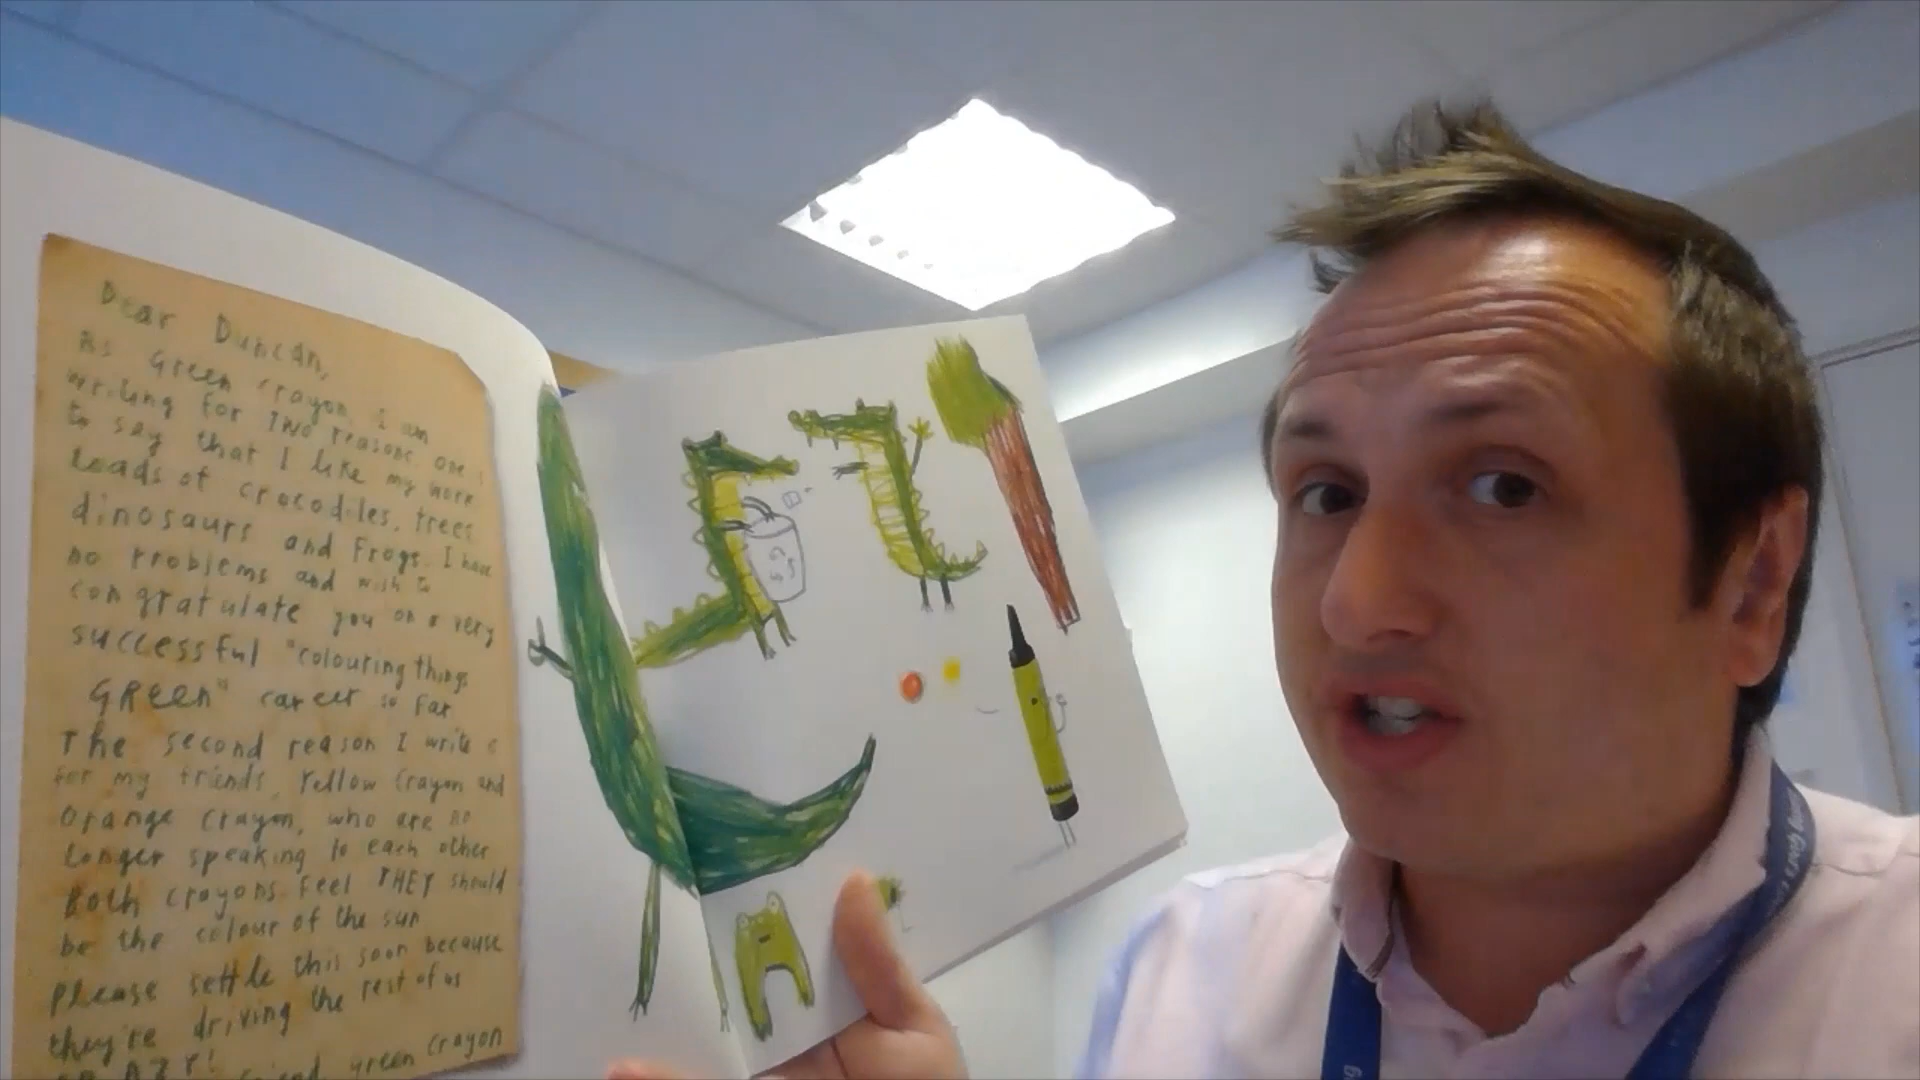 Dear Duncan,
As Green crayon, I am
writing for TWO reasons. one
to say that I like my work
loads of crocodiles, trees
dinosaurs and Frogs. I have
no problems and wish to
congratulate you on a very
successful "colouring things
GReen" career so far
The second reason I write
for my friends, Yellow Crayon and
Orange crayon, who are no
longer speaking to each other
Both crayons feel THEY should
be the colour of the sun
please settle this soon because
they're driving the rest of us
green crayon